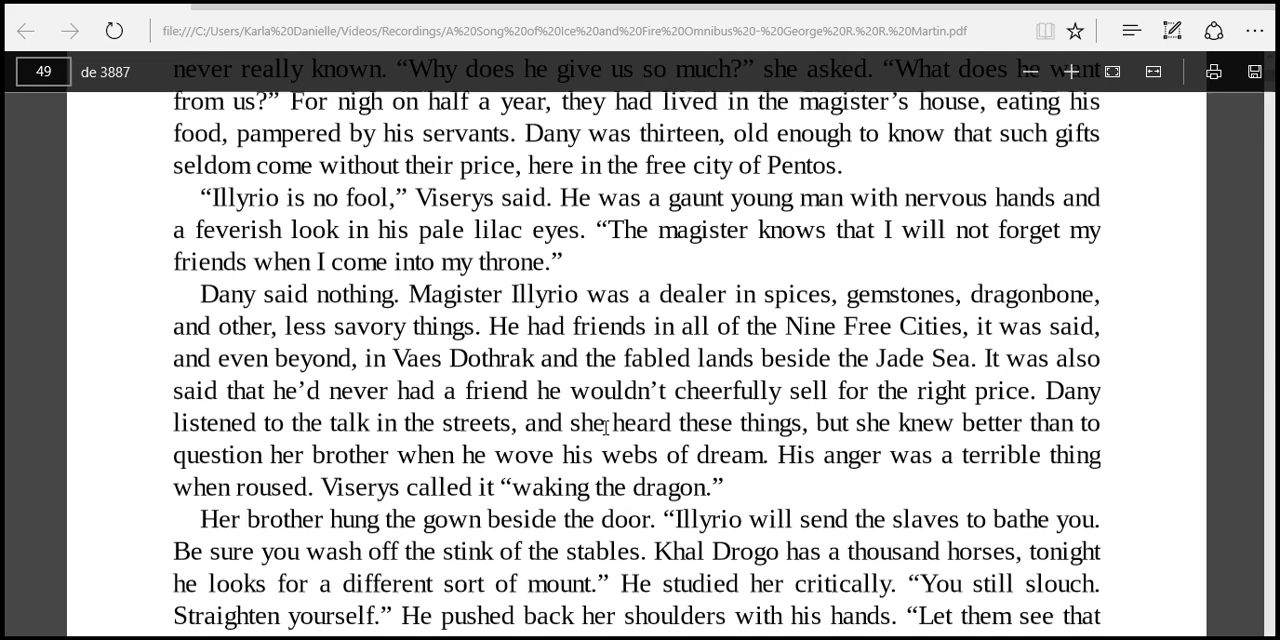 file:///C:/Users/Karla%20Danielle/Videos/Recordings/A%20Song%20of%20Ice%20and%20Fire%20Omnibus%20-%20George%20R.%20R.%20Martin.pdf
49 de 3887
never really known. “Why does he give us so much?” she asked. “What does he want
from us?” For nigh on half a year, they had lived in the magister’s house, eating his
food, pampered by his servants. Dany was thirteen, old enough to know that such gifts
seldom come without their price, here in the free city of Pentos.
“Illyrio is no fool,” Viserys said. He was a gaunt young man with nervous hands and
a feverish look in his pale lilac eyes. “The magister knows that I will not forget my
friends when I come into my throne.”
Dany said nothing. Magister Illyrio was a dealer in spices, gemstones, dragonbone,
and other, less savory things. He had friends in all of the Nine Free Cities, it was said,
and even beyond, in Vaes Dothrak and the fabled lands beside the Jade Sea. It was also
said that he’d never had a friend he wouldn’t cheerfully sell for the right price. Dany
listened to the talk in the streets, and she heard these things, but she knew better than to
question her brother when he wove his webs of dream. His anger was a terrible thing
when roused. Viserys called it “waking the dragon.”
Her brother hung the gown beside the door. “Illyrio will send the slaves to bathe you.
Be sure you wash off the stink of the stables. Khal Drogo has a thousand horses, tonight
he looks for a different sort of mount.” He studied her critically. “You still slouch.
Straighten yourself.” He pushed back her shoulders with his hands. “Let them see that